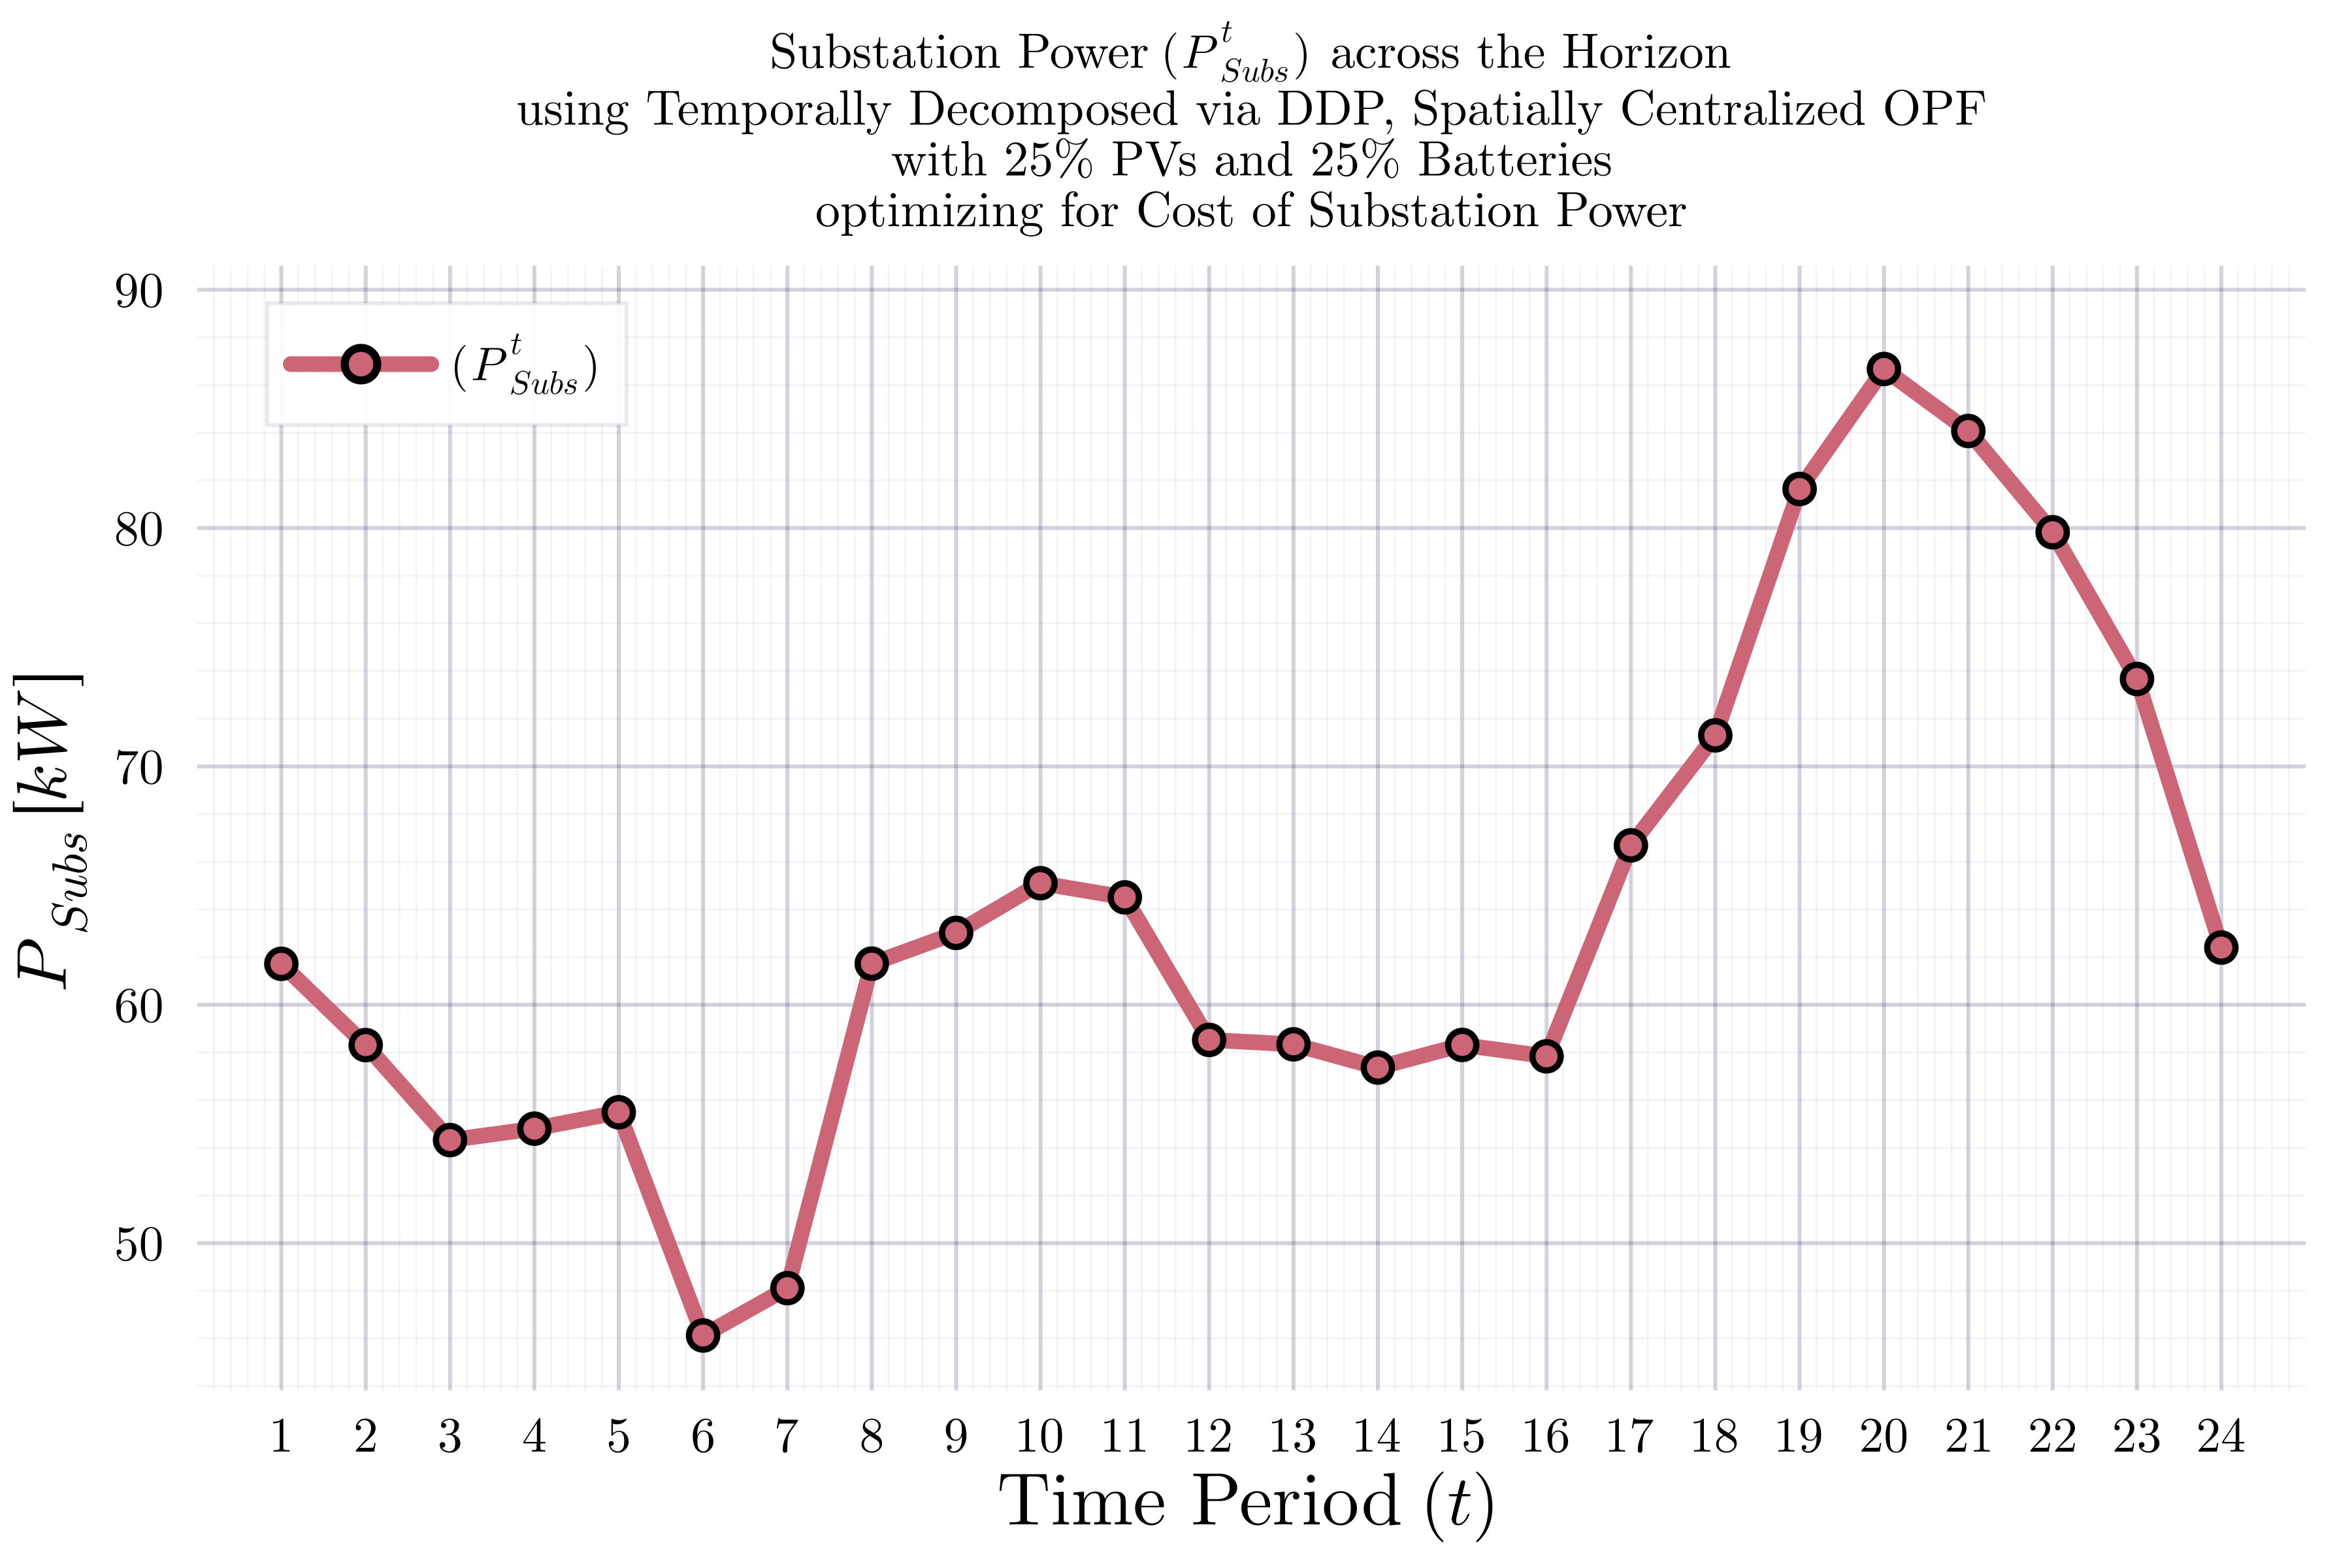 Substation Power (P^t_Subs) across the Horizon
using Temporally Decomposed via DDP, Spatially Centralized OPF
with 25% PVs and 25% Batteries
optimizing for Cost of Substation Power
(P^t_Subs)
P_Subs [kW]
90
80
70
60
50
1 2 3 4 5 6 7 8 9 10 11 12 13 14 15 16 17 18 19 20 21 22 23 24
Time Period (t)